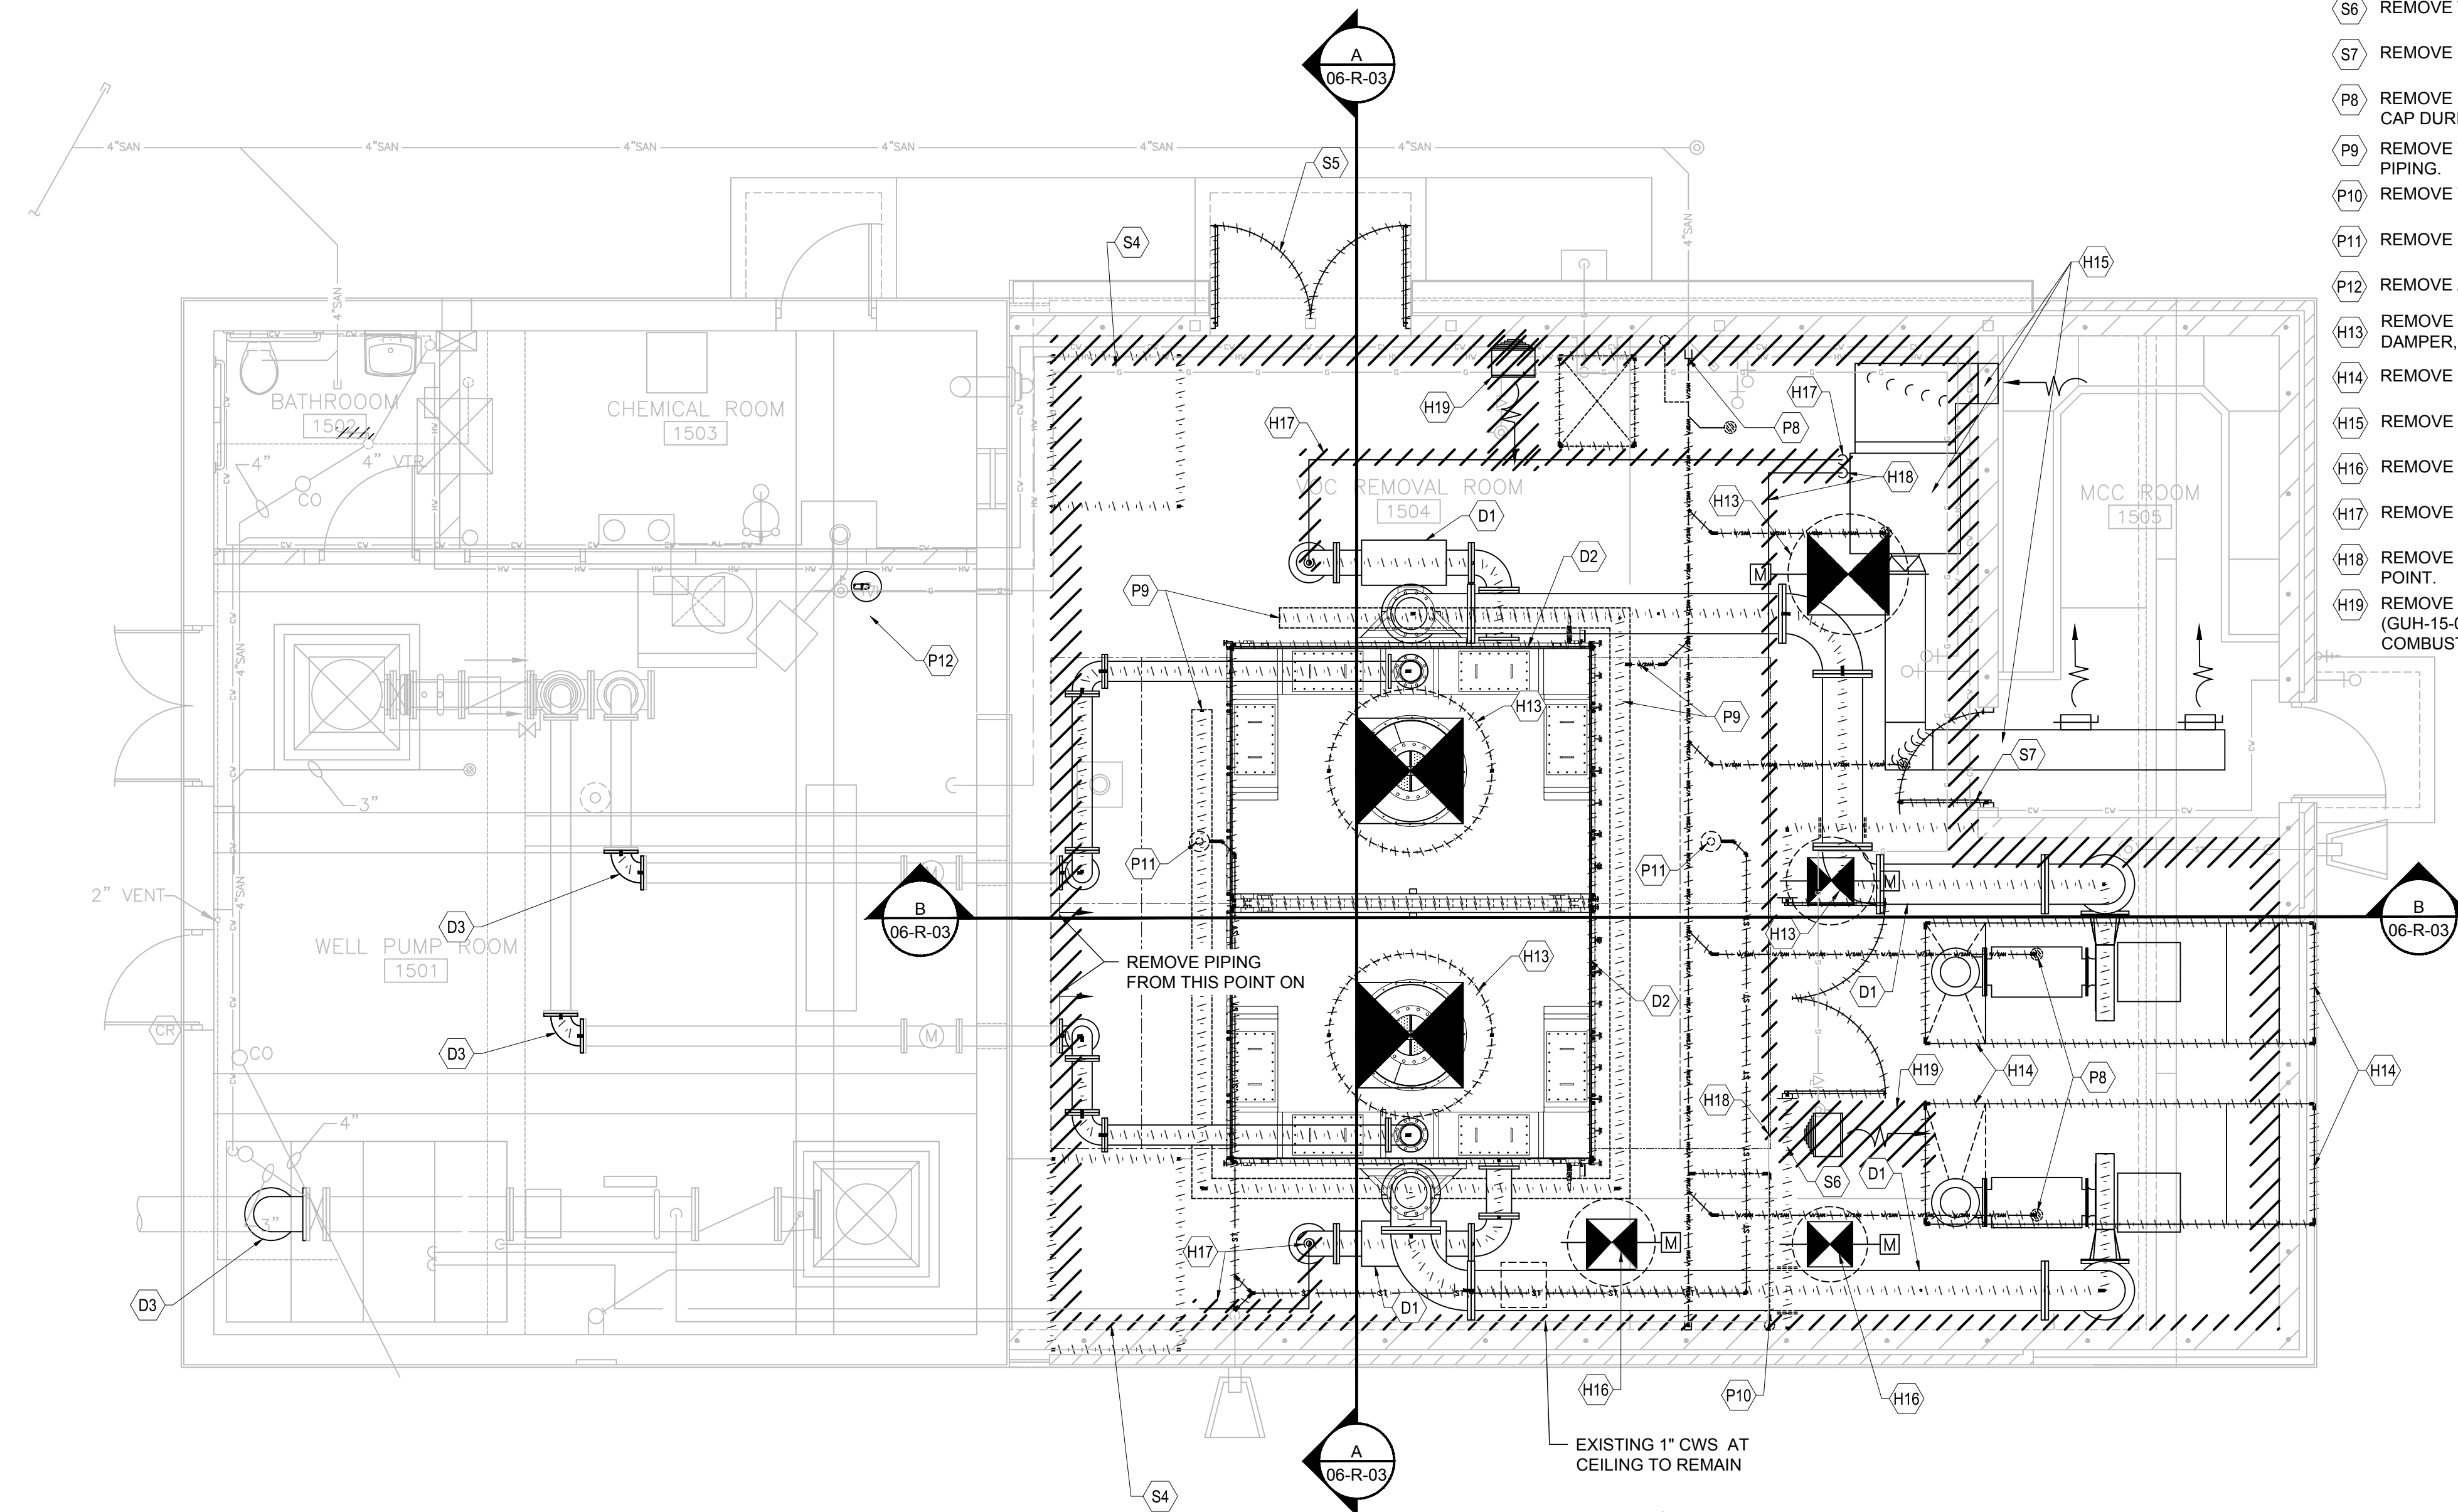 A
06-R-03
4"SAN
4"SAN
4"SAN
4"SAN
4"SAN
4"SAN
S5
S4
4"SAN
4"SAN
H15
BATHROOOM
1502
4" VTR
4"
CO
CHEMICAL ROOM
1503
H19
H17
H17
P8
H18
H13
VOC REMOVAL ROOM
1504
MCC ROOM
1505
D1
D2
M
P9
P12
H13
P9
S7
3"
4"SAN
4"SAN
2" VENT
D3
P11
P11
M
M
H13
B
06-R-03
B
06-R-03
WELL PUMP ROOM
1501
REMOVE PIPING
FROM THIS POINT ON
H13
D2
D1
D3
M
CR
CO
H19
H14
P8
H14
H18
4"
S6
D1
3"
H17
M
M
D3
D1
H16
P10
H16
EXISTING 1" CWS AT
CEILING TO REMAIN
A
06-R-03
S4
S6 REMOVE
S7 REMOVE
P8 REMOVE
CAP
P9 REMOVE
PIPING.
P10 REMOVE
P11 REMOVE
P12 REMOVE
H13 REMOVE
DAMPER,
H14 REMOVE
H15 REMOVE
H16 REMOVE
H17 REMOVE
H18 REMOVE
POINT.
H19 REMOVE